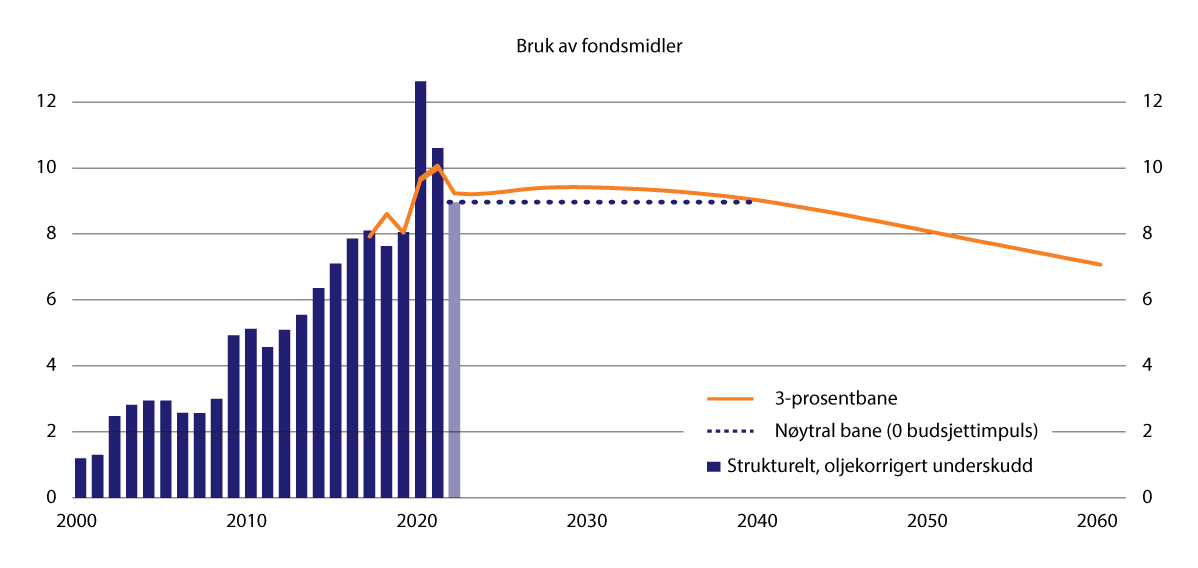 Bruk av fondsmidler
12 12
10 10
8 8
6 6
4 4
3-prosentbane
2 Nøytral bane (0 budsjettimpuls) 2
Strukturelt, oljekorrigert underskudd
0 0
2000 2010 2020 2030 2040 2050 2060